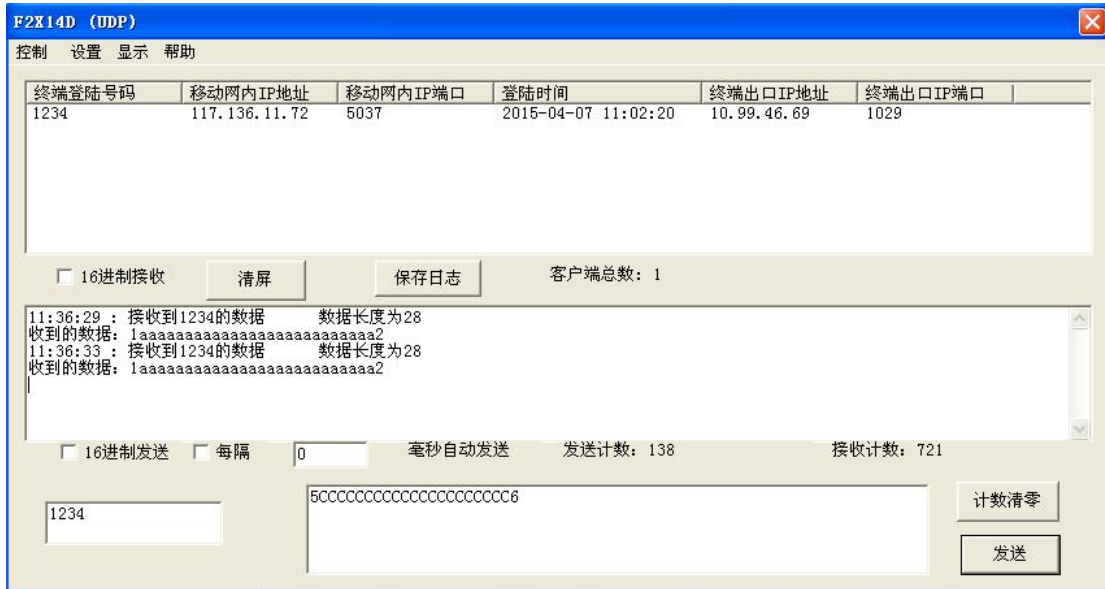 F2X14D (UDP)
控制 设置 显示 帮助
终端登陆号码 移动网内IP地址 移动网内IP端口 登陆时间 终端出口IP地址 终端出口IP端口
1234 117.136.11.72 5037 2015-04-07 11:02:20 10.99.46.69 1029
16进制接收 清屏 保存日志 客户端总数: 1
11:36:29 : 接收到1234的数据 数据长度为28
收到的数据: 1aaaaaaaaaaaaaaaaaaaaaaaaaa2
11:36:33 : 接收到1234的数据 数据长度为28
收到的数据: 1aaaaaaaaaaaaaaaaaaaaaaaaaa2
16进制发送 每隔 0 毫秒自动发送 发送计数: 138 接收计数: 721
5CCCCCCCCCCCCCCCCCCCCC6
1234
计数清零
发送